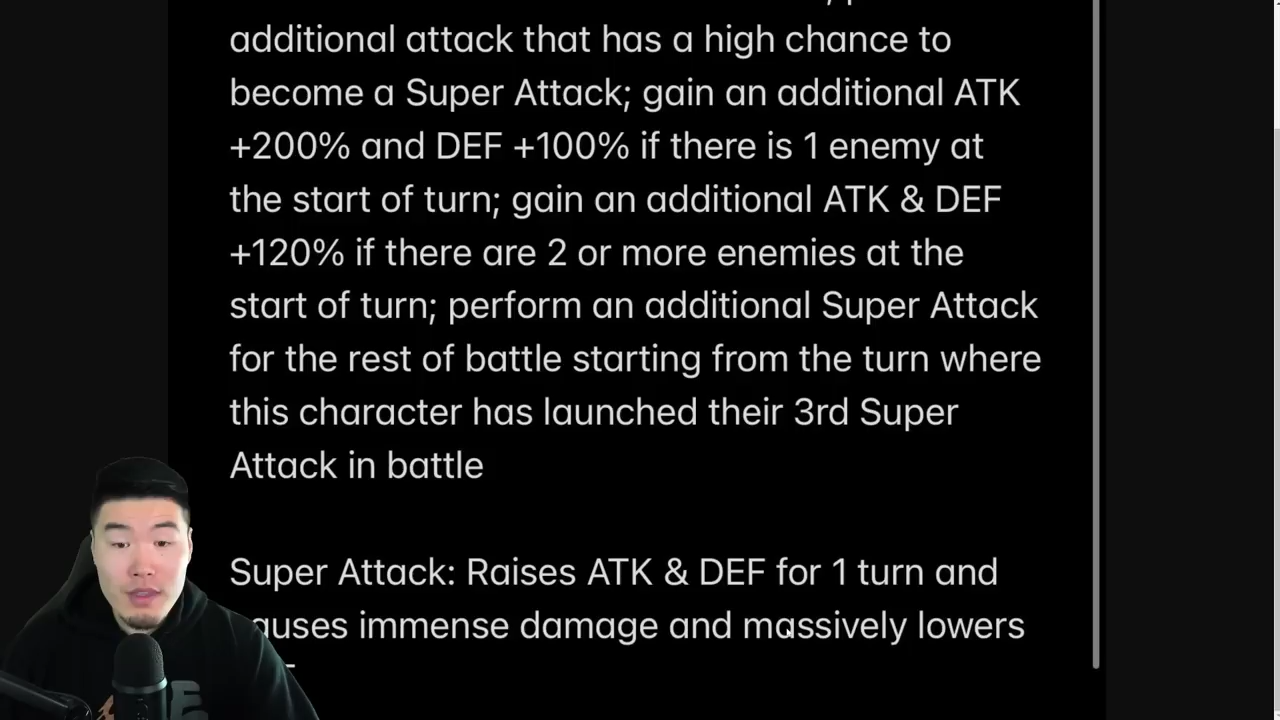 additional attack that has a high chance to
become a Super Attack; gain an additional ATK
+200% and DEF +100% if there is 1 enemy at
the start of turn; gain an additional ATK & DEF
+120% if there are 2 or more enemies at the
start of turn; perform an additional Super Attack
for the rest of battle starting from the turn where
this character has launched their 3rd Super
Attack in battle
Super Attack: Raises ATK & DEF for 1 turn and
causes immense damage and massively lowers